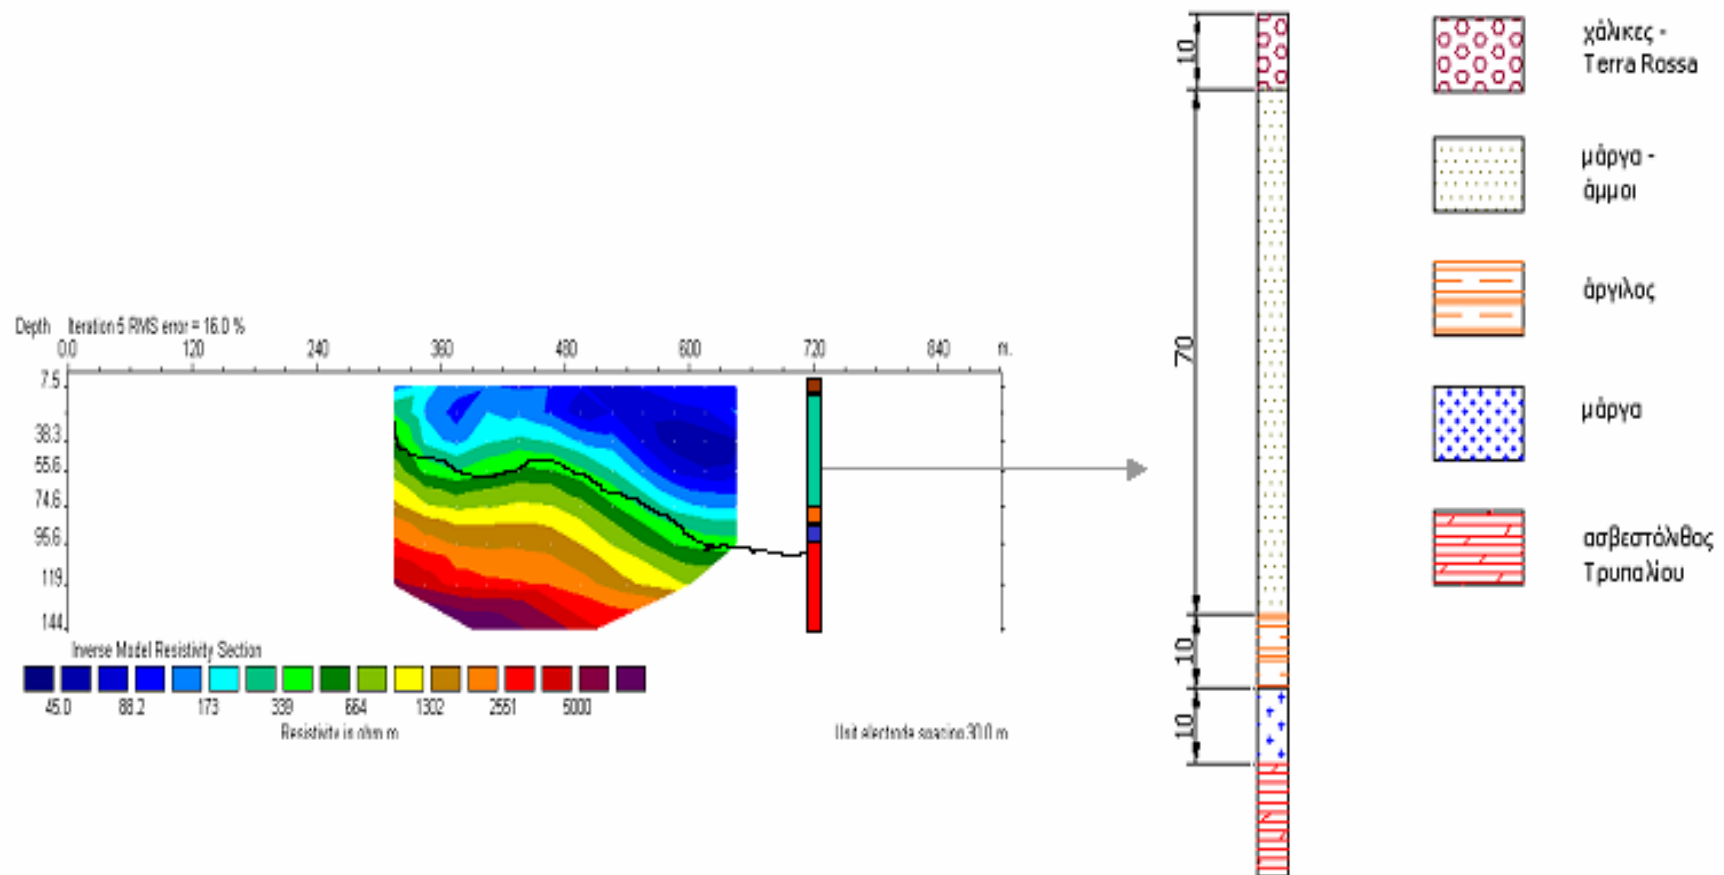 Depth Iteration 5 RMS error = 16.0 %
0.0 120 240 360 480 600 720 840 m.
7.5
38.3
55.6
74.6
95.6
119
144
Inverse Model Resistivity Section
45.0 88.2 173 339 664 1302 2551 5000
Resistivity in ohm.m
Unit electrode spacing 30.0 m
10
70
10
10
χάλικες -
Terra Rossa
μάργα -
άμμοι
άργιλος
μάργα
ασβεστόλιθος
Τρυπαλίου